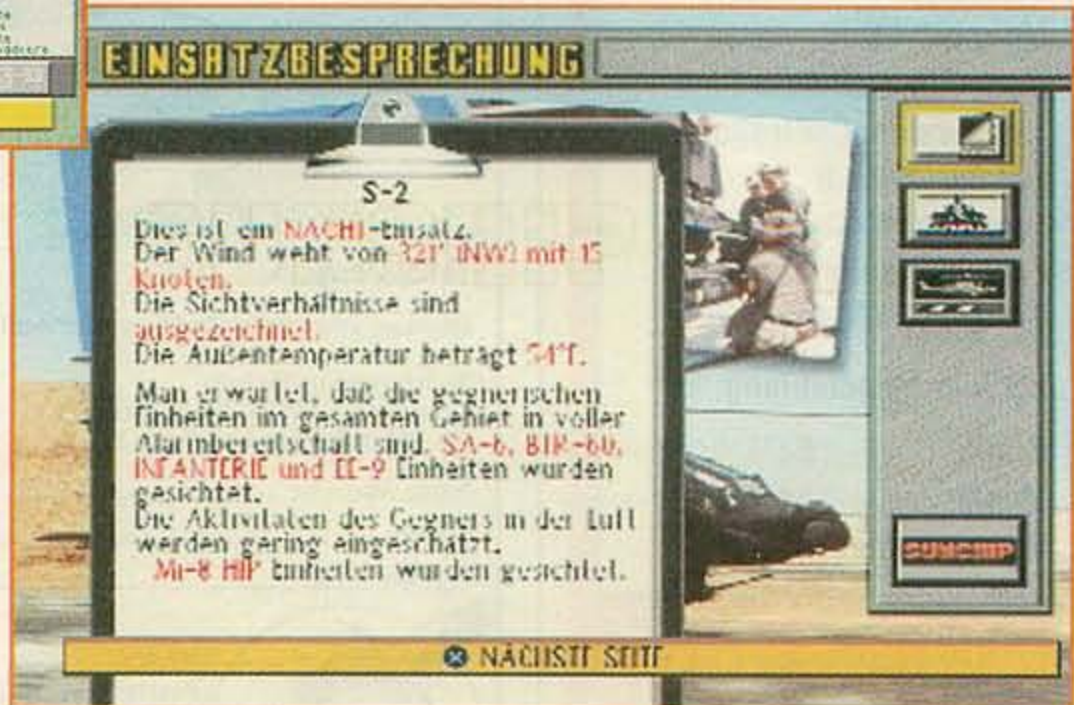 EINSATZBESPRECHUNG
S-2
Dies ist ein NACHT-Einsatz.
Der Wind weht von 321° (NW) mit 15
Knoten.
Die Sichtverhältnisse sind
ausgezeichnet.
Die Außentemperatur beträgt 54°F.
Man erwartet, daß die gegnerischen
Einheiten im gesamten Gebiet in voller
Alarmbereitschaft sind. SA-6, BTR-60,
INFANTERIE und EE-9 Einheiten wurden
gesichtet.
Die Aktivitäten des Gegners in der Luft
werden gering eingeschätzt.
Mi-8 HIP Einheiten wurden gesichtet.
GUNSHIP
NÄCHSTE SEITE